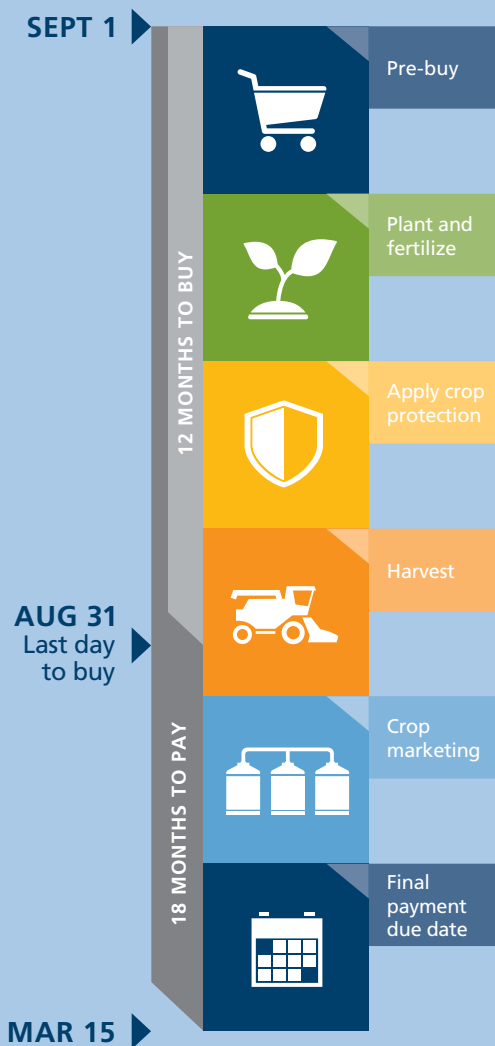 SEPT 1
Pre-buy
Plant and
fertilize
12 MONTHS TO BUY
Apply crop
protection
Harvest
AUG 31
Last day
to buy
Crop
marketing
18 MONTHS TO PAY
Final
payment
due date
MAR 15